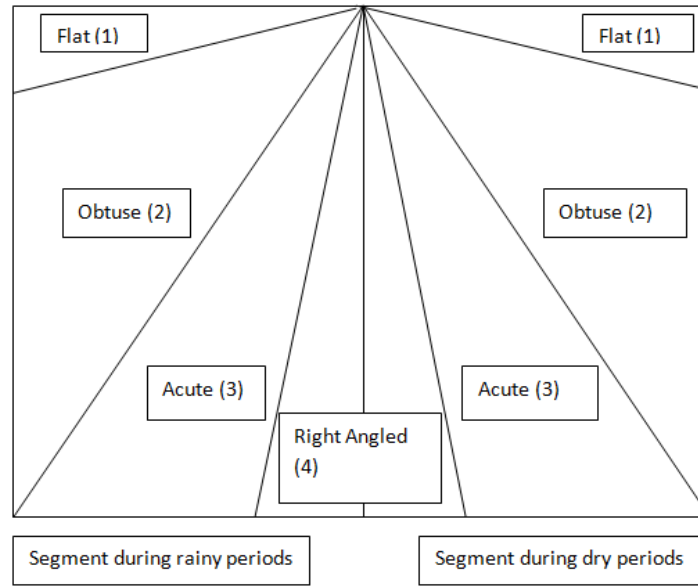 Flat (1)
Flat (1)
Obtuse (2)
Obtuse (2)
Acute (3)
Acute (3)
Right Angled
(4)
Segment during rainy periods
Segment during dry periods